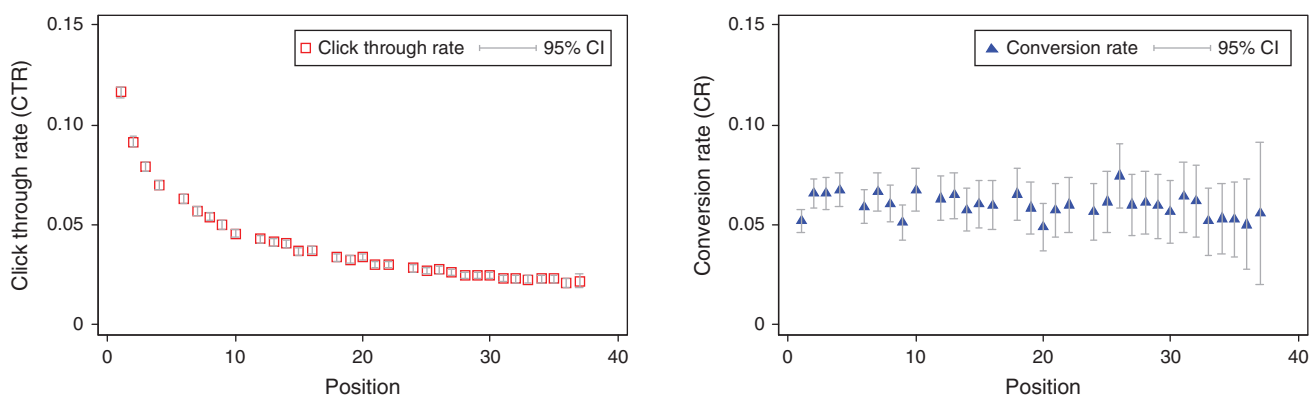 Click through rate (CTR)
0.15
0.10
0.05
0
Click through rate 95% CI
0 10 20 30 40
Position
Conversion rate (CR)
0.15
0.10
0.05
0
Conversion rate 95% CI
0 10 20 30 40
Position